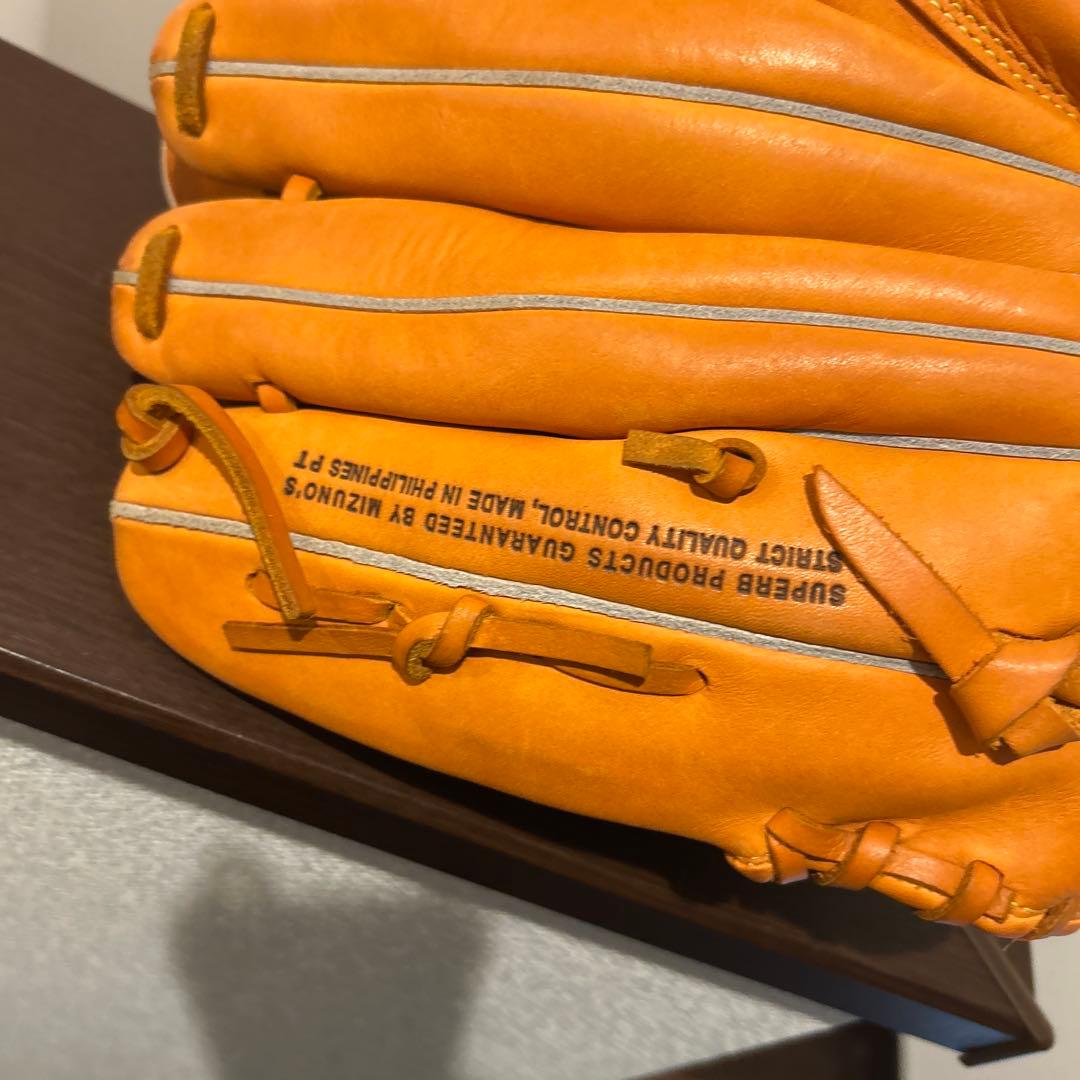 SUPERB PRODUCTS GUARANTEED BY MIZUNO'S
STRICT QUALITY CONTROL, MADE IN PHILIPPINES PT